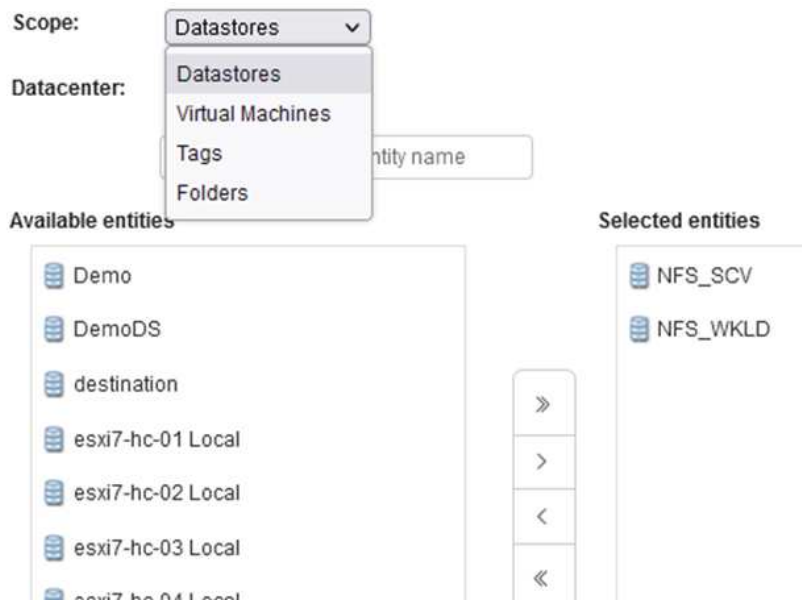 Scope:
Datastores
Datacenter:
Datastores
Virtual Machines
Tags
Folders
name
Available entities
Selected entities
Demo
NFS_SCV
DemoDS
NFS_WKLD
destination
esxi7-hc-01 Local
esxi7-hc-02 Local
esxi7-hc-03 Local